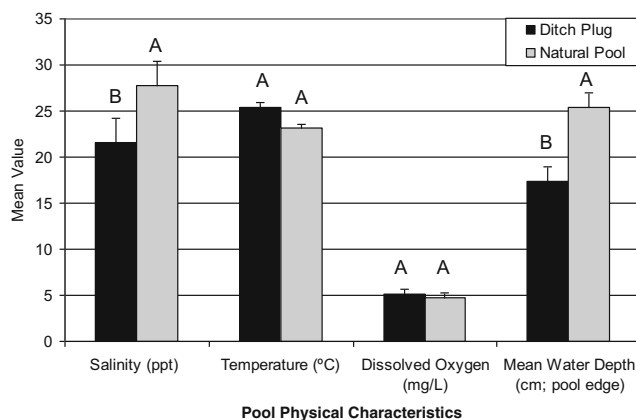 35
30
25
20
15
10
5
0
Mean Value
Ditch Plug
Natural Pool
B
A
A
A
A
A
B
A
Salinity (ppt)
Temperature (ºC)
Dissolved Oxygen
(mg/L)
Mean Water Depth
(cm; pool edge)
Pool Physical Characteristics